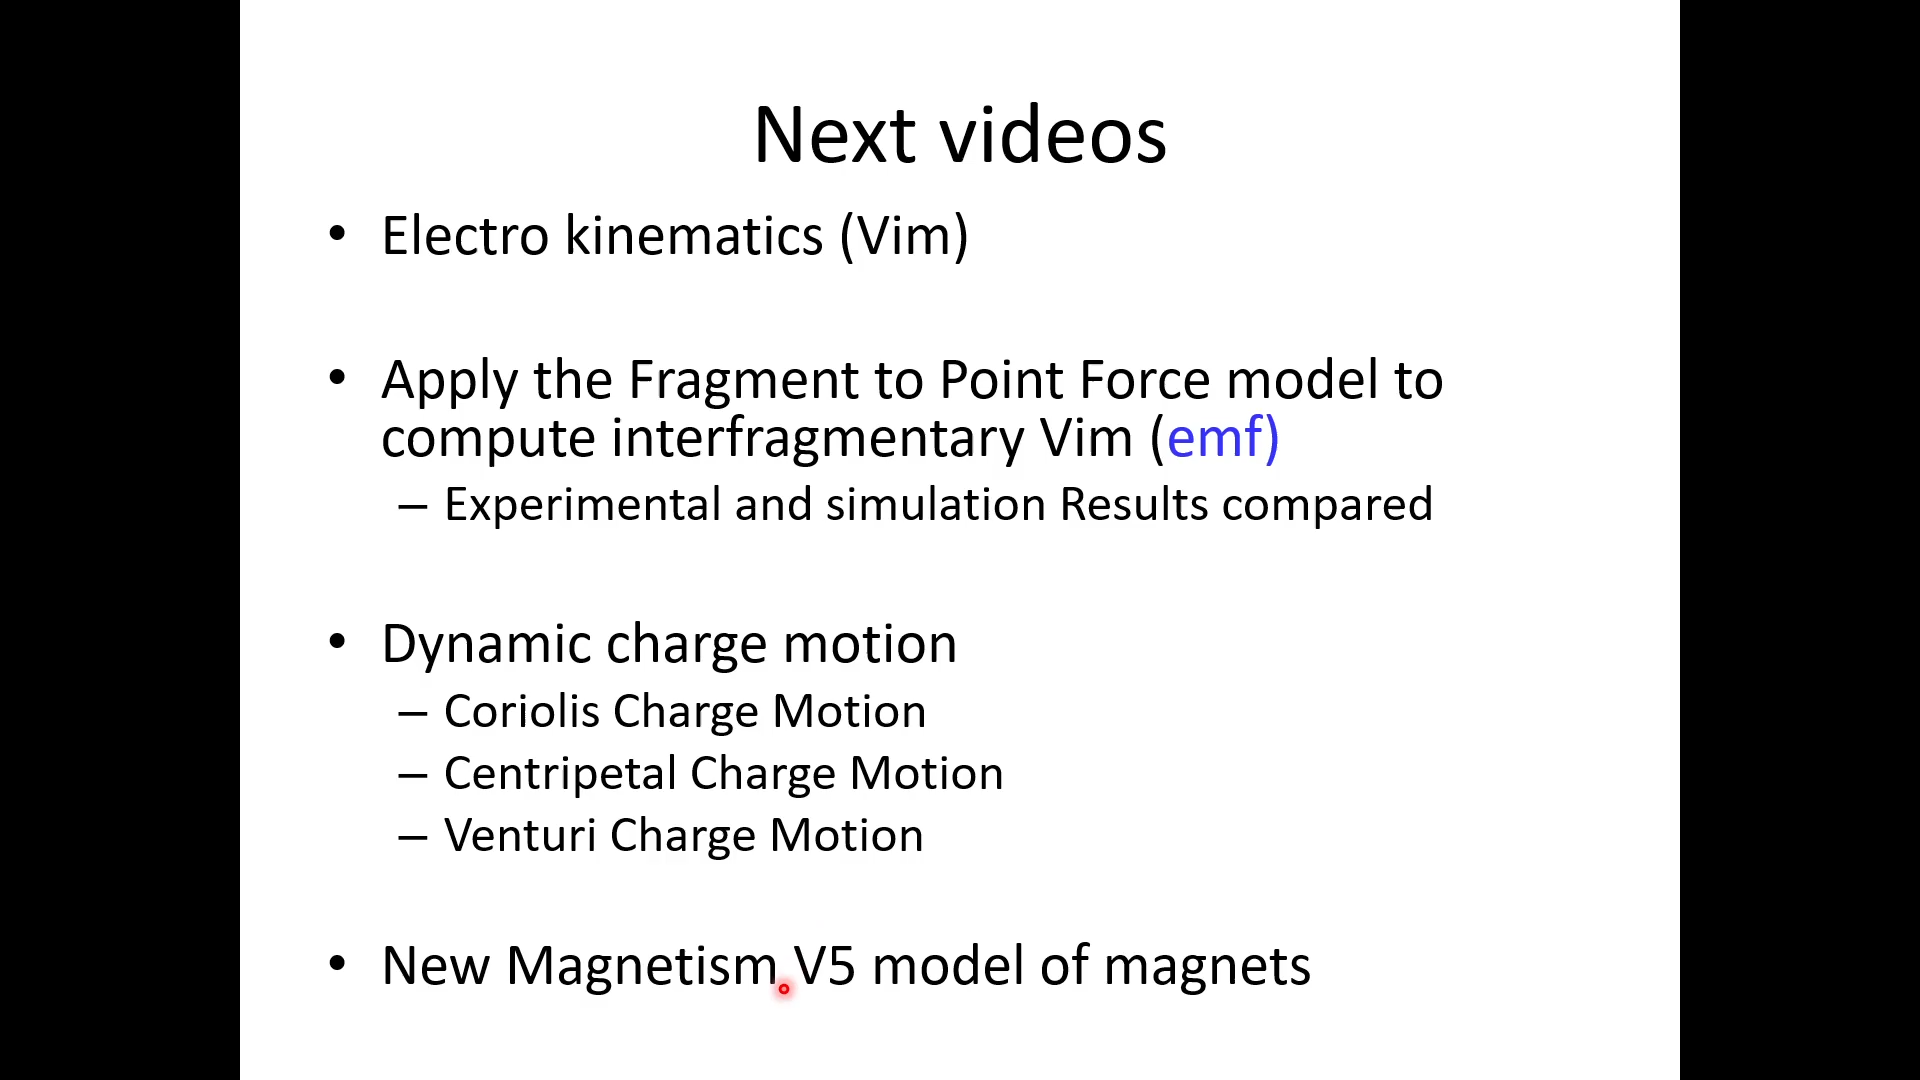 Next videos
• Electro kinematics (Vim)
• Apply the Fragment to Point Force model to
compute interfragmentary Vim (emf)
– Experimental and simulation Results compared
• Dynamic charge motion
– Coriolis Charge Motion
– Centripetal Charge Motion
– Venturi Charge Motion
• New Magnetism V5 model of magnets